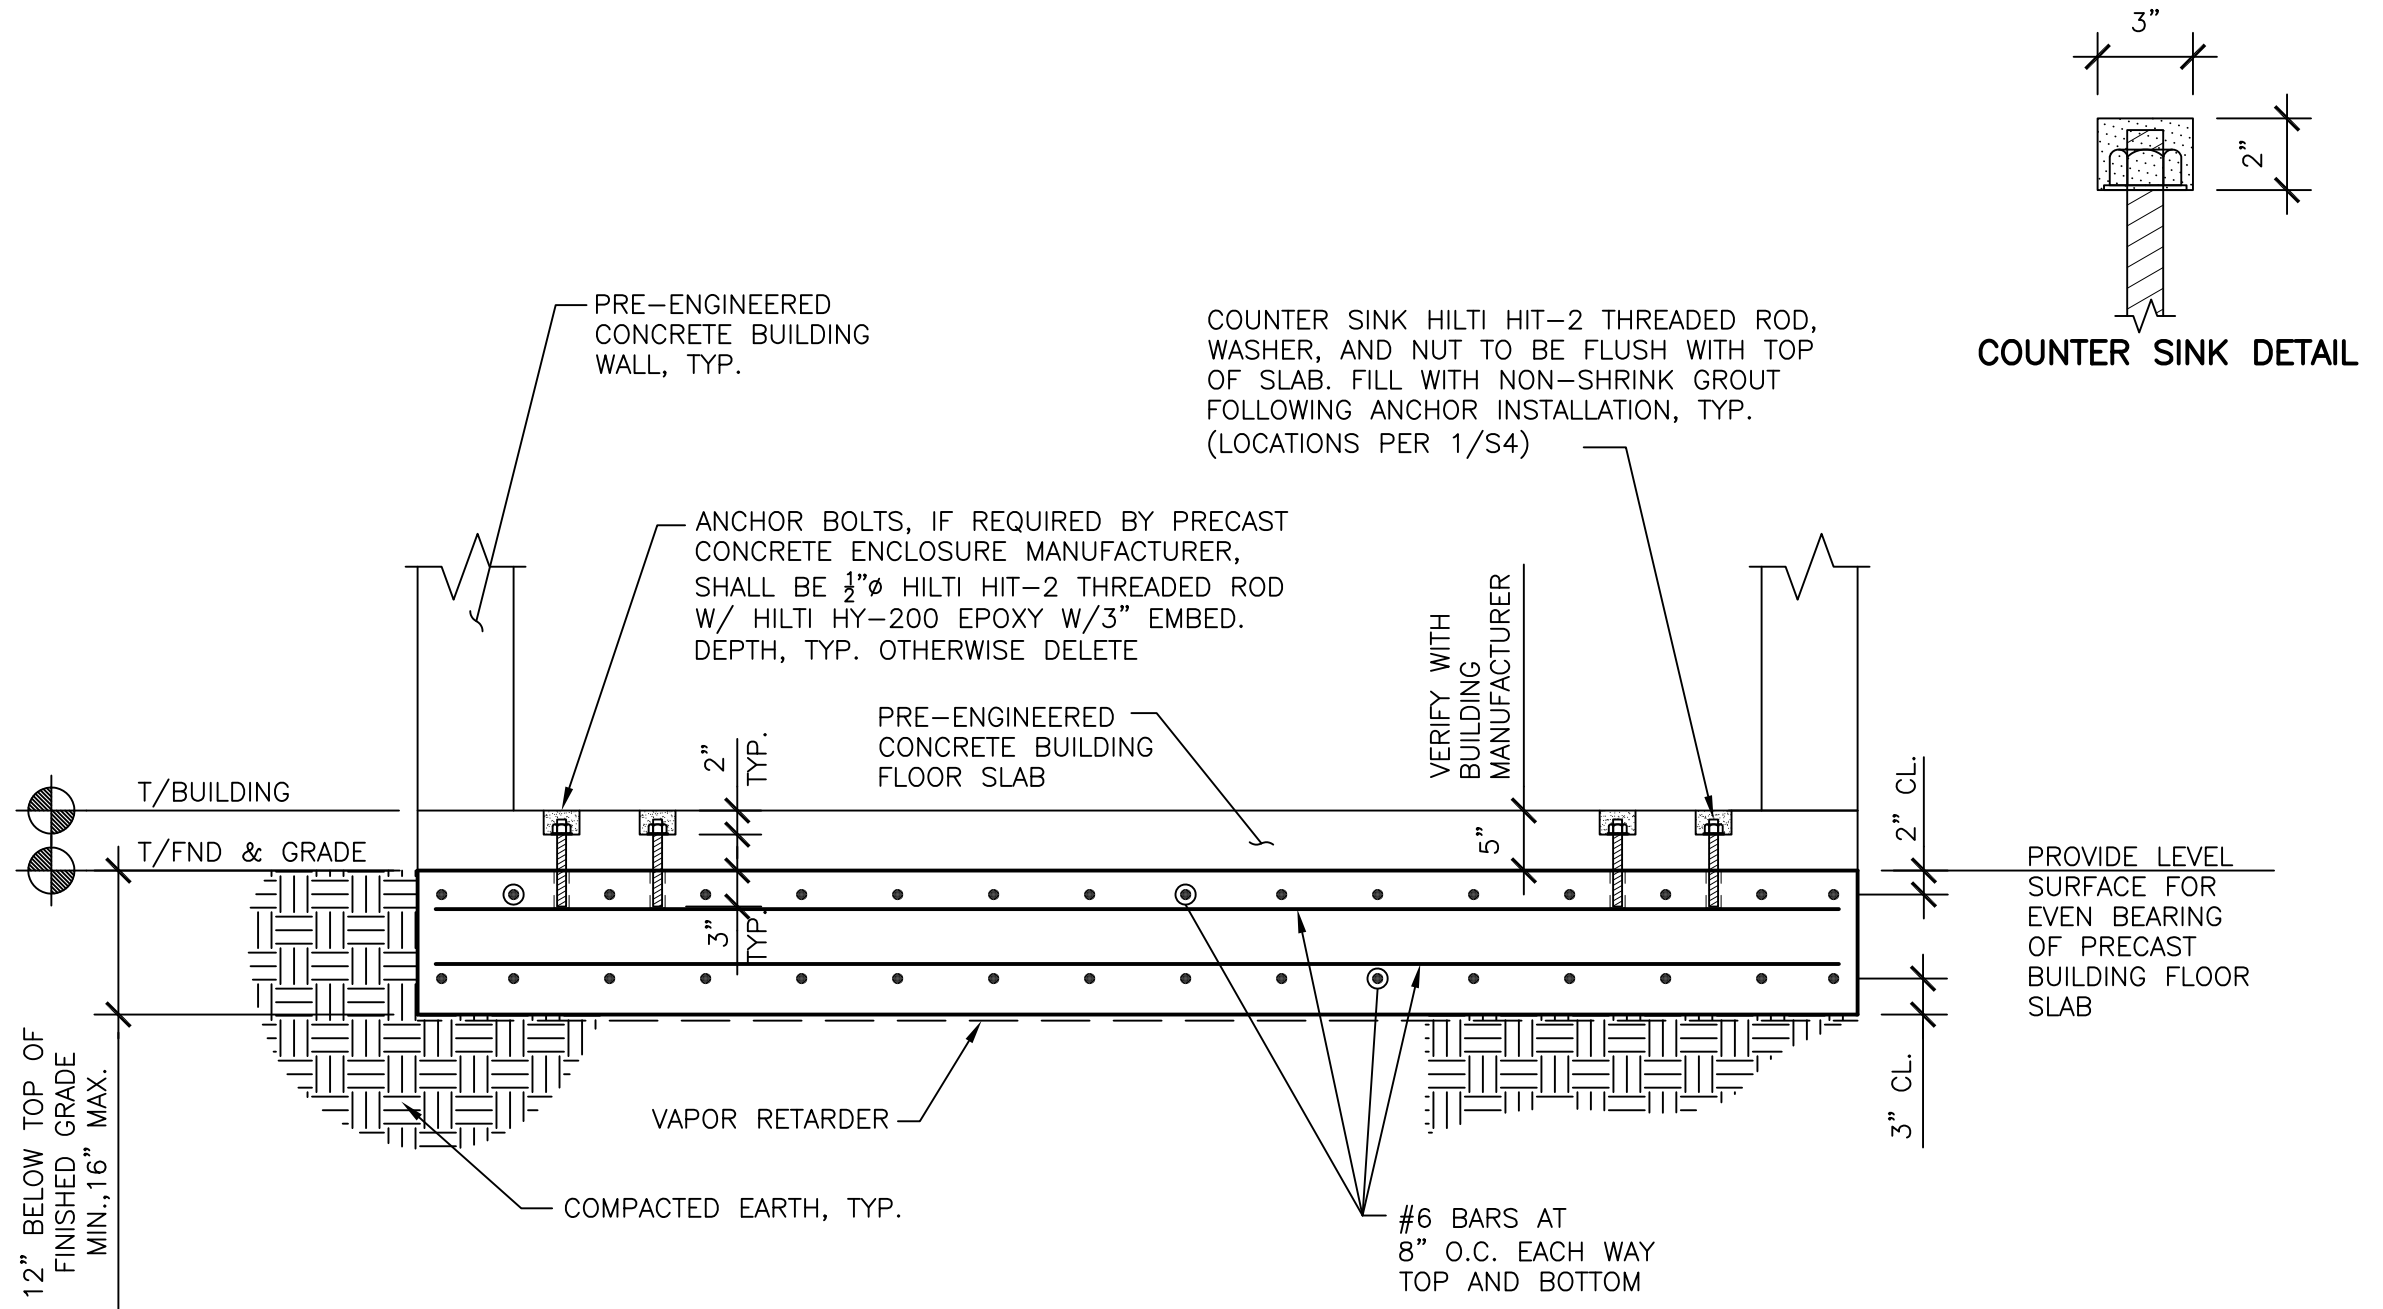 3”
2”
COUNTER SINK DETAIL
PRE–ENGINEERED
CONCRETE BUILDING
WALL, TYP.
COUNTER SINK HILTI HIT–2 THREADED ROD,
WASHER, AND NUT TO BE FLUSH WITH TOP
OF SLAB. FILL WITH NON–SHRINK GROUT
FOLLOWING ANCHOR INSTALLATION, TYP.
(LOCATIONS PER 1/S4)
ANCHOR BOLTS, IF REQUIRED BY PRECAST
CONCRETE ENCLOSURE MANUFACTURER,
SHALL BE ½”ø HILTI HIT–2 THREADED ROD
W/ HILTI HY–200 EPOXY W/3” EMBED.
DEPTH, TYP. OTHERWISE DELETE
VERIFY WITH
BUILDING
MANUFACTURER
5”
PRE–ENGINEERED
CONCRETE BUILDING
FLOOR SLAB
2”
TYP.
3”
TYP.
T/BUILDING
T/FND & GRADE
2” CL.
3” CL.
PROVIDE LEVEL
SURFACE FOR
EVEN BEARING
OF PRECAST
BUILDING FLOOR
SLAB
12” BELOW TOP OF
FINISHED GRADE
MIN.,16” MAX.
VAPOR RETARDER
COMPACTED EARTH, TYP.
#6 BARS AT
8” O.C. EACH WAY
TOP AND BOTTOM